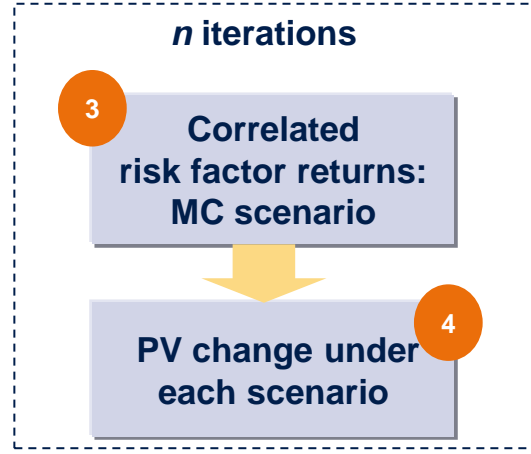 n iterations
3
Correlated
risk factor returns:
MC scenario
4
PV change under
each scenario